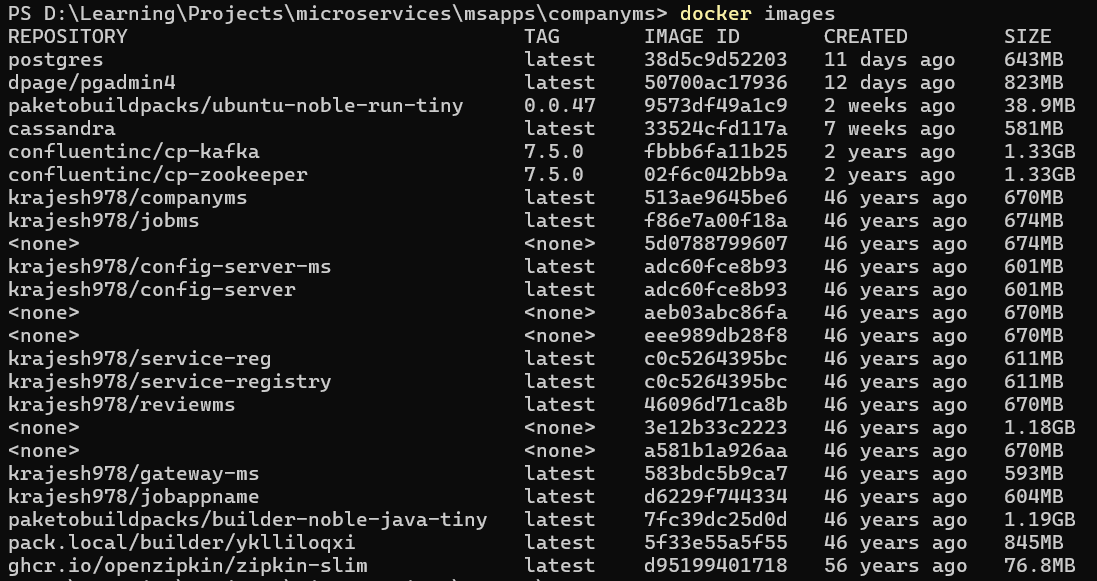 PS D:\Learning\Projects\microservices\msapps\companyms> docker images
REPOSITORY TAG IMAGE ID CREATED SIZE
postgres latest 38d5c9d52203 11 days ago 643MB
dpage/pgadmin4 latest 50700ac17936 12 days ago 823MB
paketobuildpacks/ubuntu-noble-run-tiny 0.0.47 9573df49a1c9 2 weeks ago 38.9MB
cassandra latest 33524cfd117a 7 weeks ago 581MB
confluentinc/cp-kafka 7.5.0 fbbb6fa11b25 2 years ago 1.33GB
confluentinc/cp-zookeeper 7.5.0 02f6c042bb9a 2 years ago 1.33GB
krajesh978/companyms latest 513ae9645be6 46 years ago 670MB
krajesh978/jobms latest f86e7a00f18a 46 years ago 674MB
<none> <none> 5d0788799607 46 years ago 674MB
krajesh978/config-server-ms latest adc60fce8b93 46 years ago 601MB
krajesh978/config-server latest adc60fce8b93 46 years ago 601MB
<none> <none> aeb03abc86fa 46 years ago 670MB
<none> <none> eee989db28f8 46 years ago 670MB
krajesh978/service-reg latest c0c5264395bc 46 years ago 611MB
krajesh978/service-registry latest c0c5264395bc 46 years ago 611MB
krajesh978/reviewms latest 46096d71ca8b 46 years ago 670MB
<none> <none> 3e12b33c2223 46 years ago 1.18GB
<none> <none> a581b1a926aa 46 years ago 670MB
krajesh978/gateway-ms latest 583bdc5b9ca7 46 years ago 593MB
krajesh978/jobappname latest d6229f744334 46 years ago 604MB
paketobuildpacks/builder-noble-java-tiny latest 7fc39dc25d0d 46 years ago 1.19GB
pack.local/builder/yklliloqxi latest 5f33e55a5f55 46 years ago 845MB
ghcr.io/openzipkin/zipkin-slim latest d95199401718 56 years ago 76.8MB